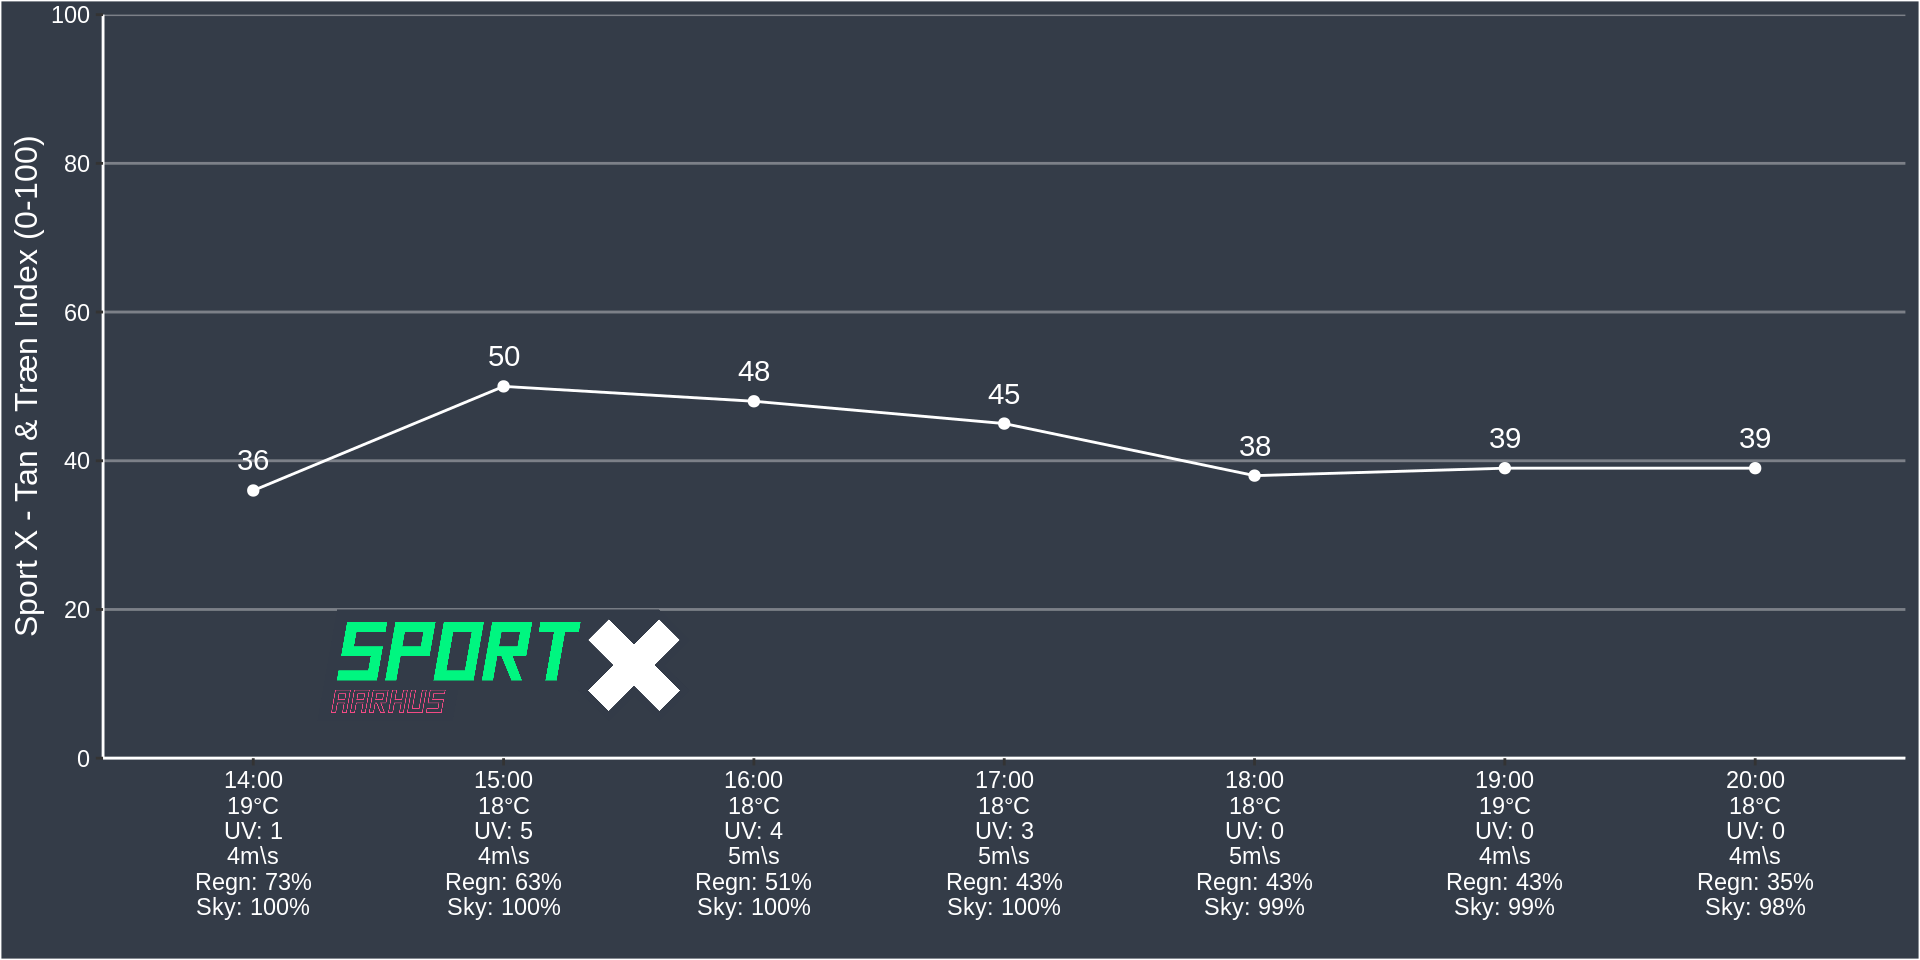 Sport X - Tan & Træn Index (0-100)
100
80
60
40
20
0
36
50
48
45
38
39
39
SPORT X
AARHUS
14:00
19°C
UV: 1
4m\s
Regn: 73%
Sky: 100%
15:00
18°C
UV: 5
4m\s
Regn: 63%
Sky: 100%
16:00
18°C
UV: 4
5m\s
Regn: 51%
Sky: 100%
17:00
18°C
UV: 3
5m\s
Regn: 43%
Sky: 100%
18:00
18°C
UV: 0
5m\s
Regn: 43%
Sky: 99%
19:00
19°C
UV: 0
4m\s
Regn: 43%
Sky: 99%
20:00
18°C
UV: 0
4m\s
Regn: 35%
Sky: 98%